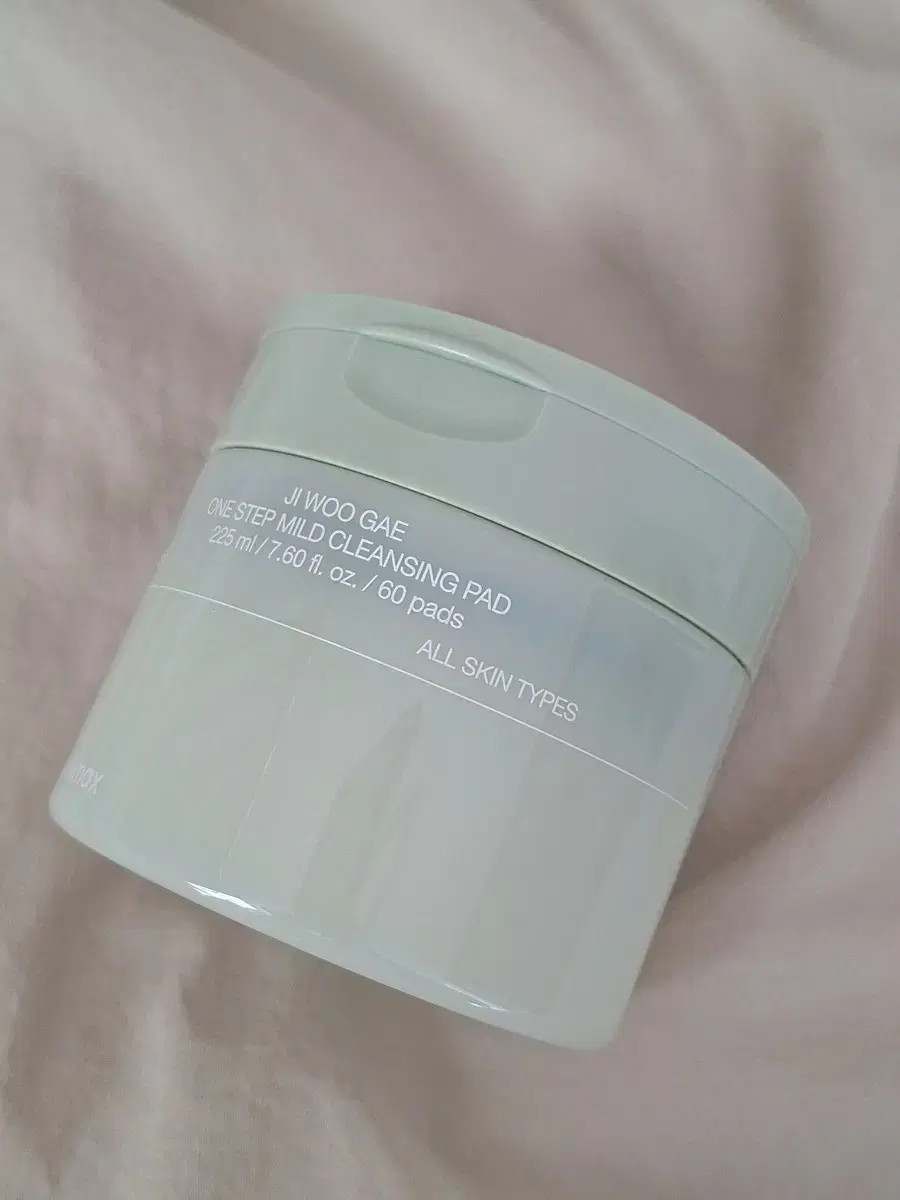 JI WOO GAE
ONE STEP MILD CLEANSING PAD
225 ml / 7.60 fl. oz. / 60 pads
ALL SKIN TYPES